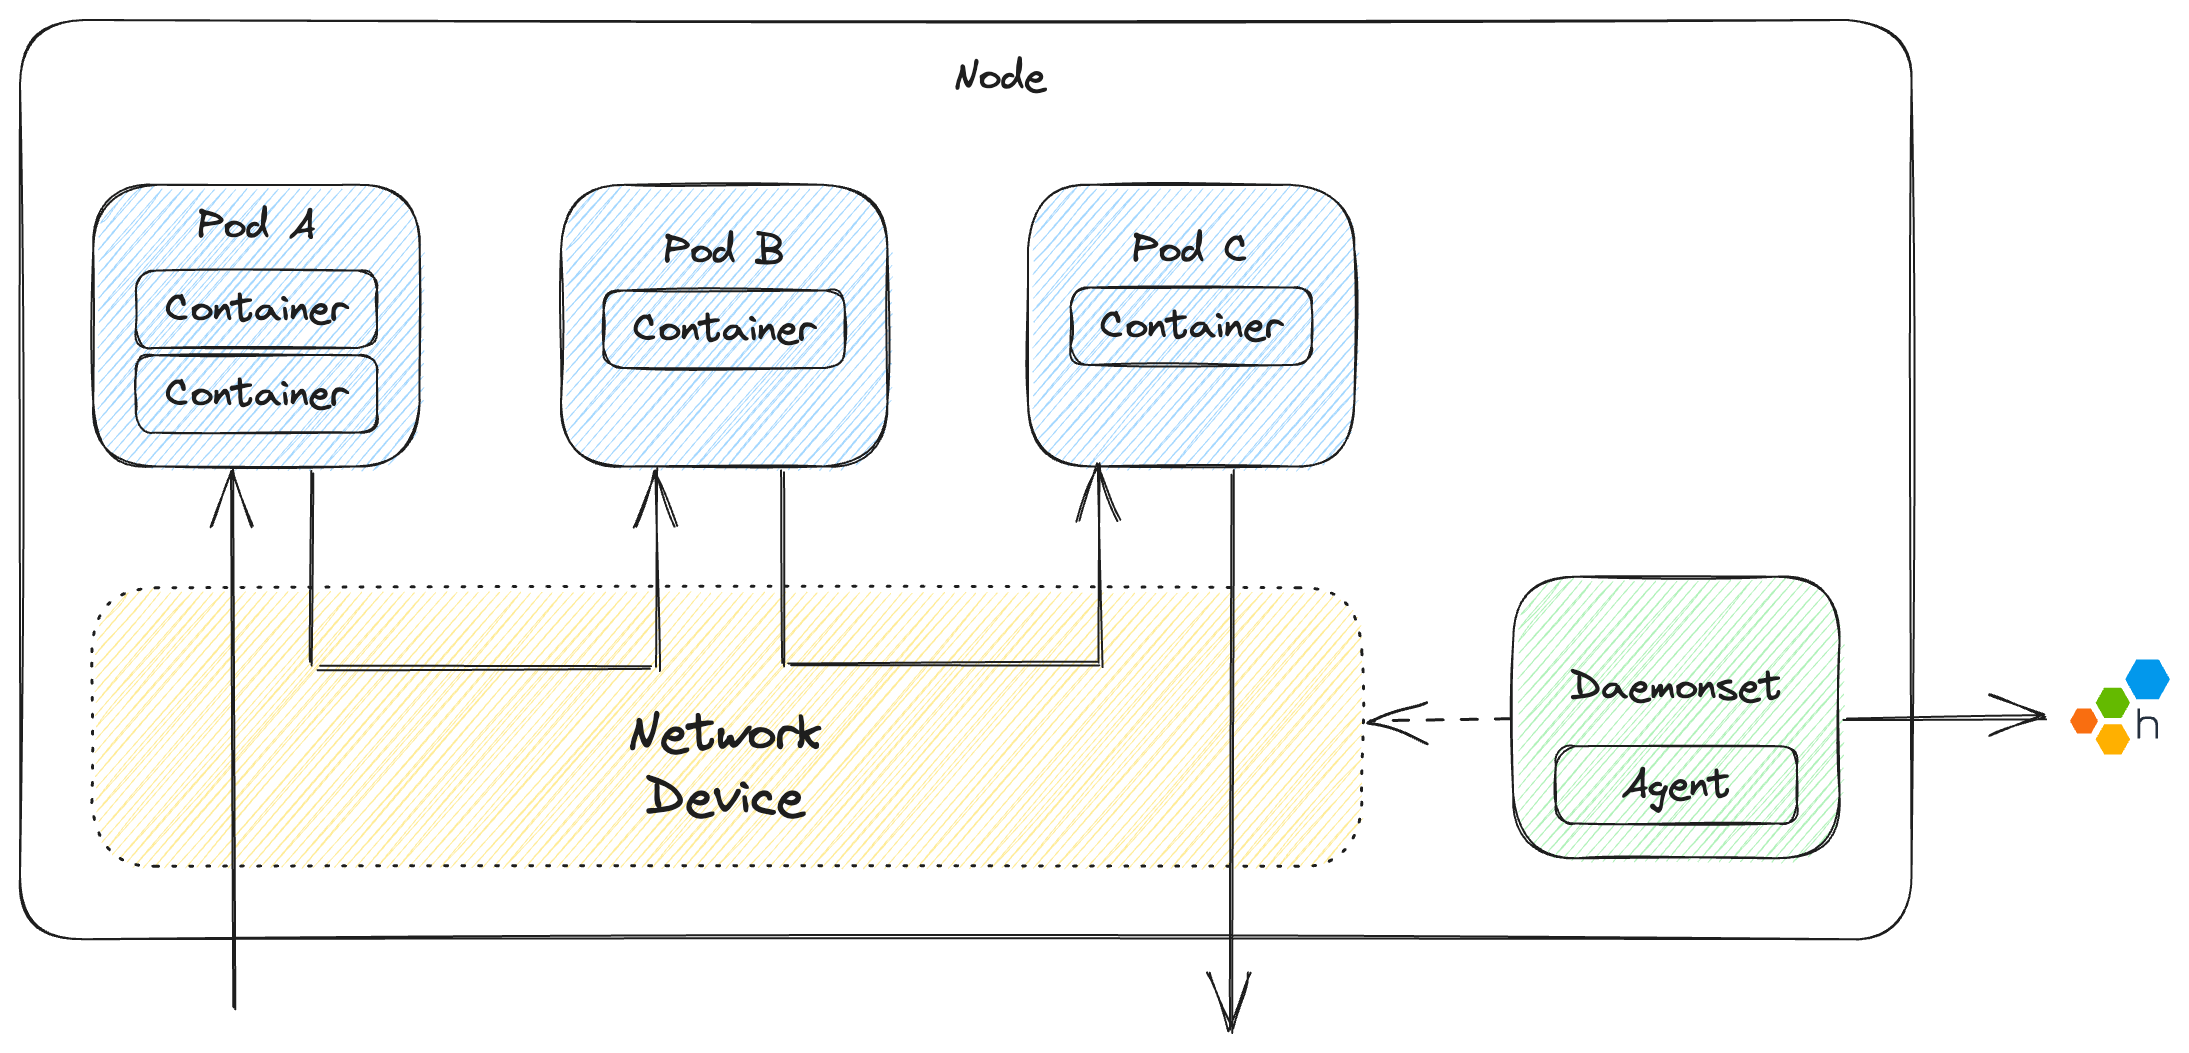 Node
Pod A
Container
Container
Pod B
Container
Pod C
Container
Network
Device
Daemonset
Agent
h